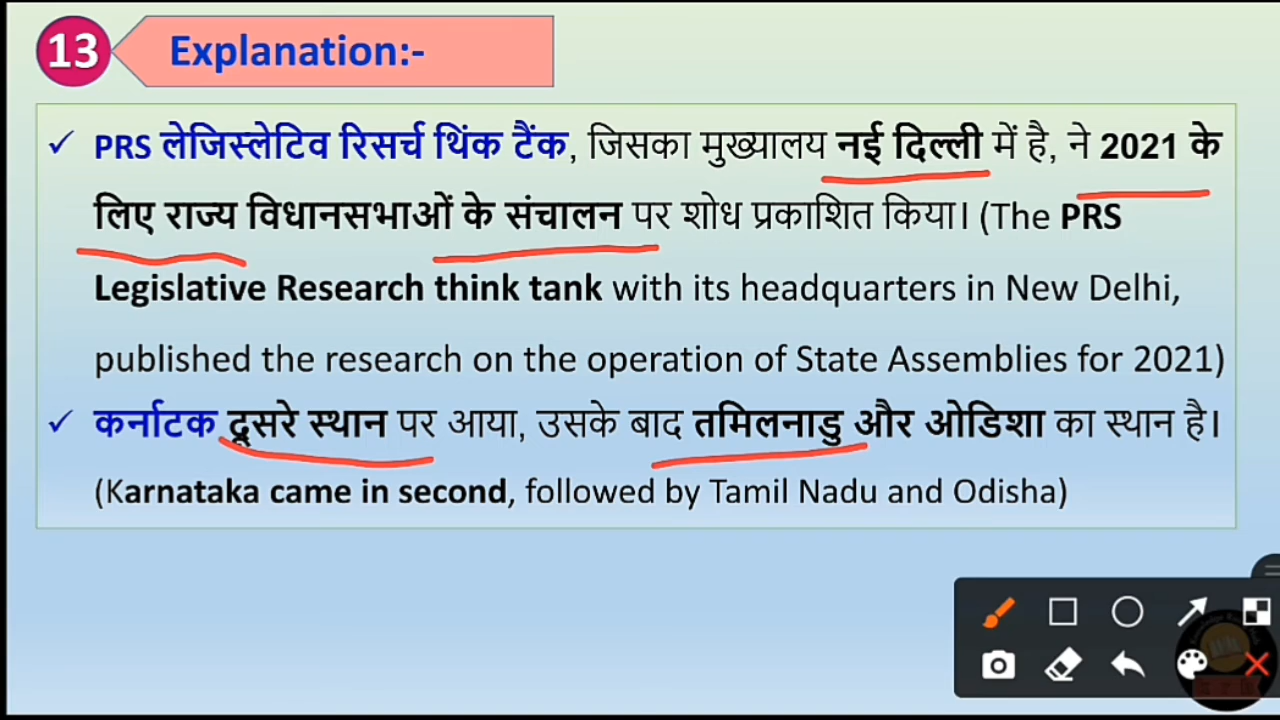 13
Explanation:-
✓ PRS लेजिस्लेटिव रिसर्च थिंक टैंक, जिसका मुख्यालय नई दिल्ली में है, ने 2021 के
लिए राज्य विधानसभाओं के संचालन पर शोध प्रकाशित किया। (The PRS
Legislative Research think tank with its headquarters in New Delhi,
published the research on the operation of State Assemblies for 2021)
✓ कर्नाटक दूसरे स्थान पर आया, उसके बाद तमिलनाडु और ओडिशा का स्थान है।
(Karnataka came in second, followed by Tamil Nadu and Odisha)